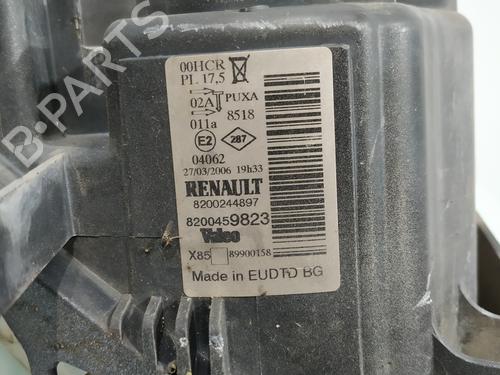 B-PARTS
00HCR
PL 17,5
02A PUXA
011a 8518
E2 287
04062
27/03/2006 19h33
RENAULT
8200244897
8200459823
Valeo
X85 89900158
Made in EUDTD BG